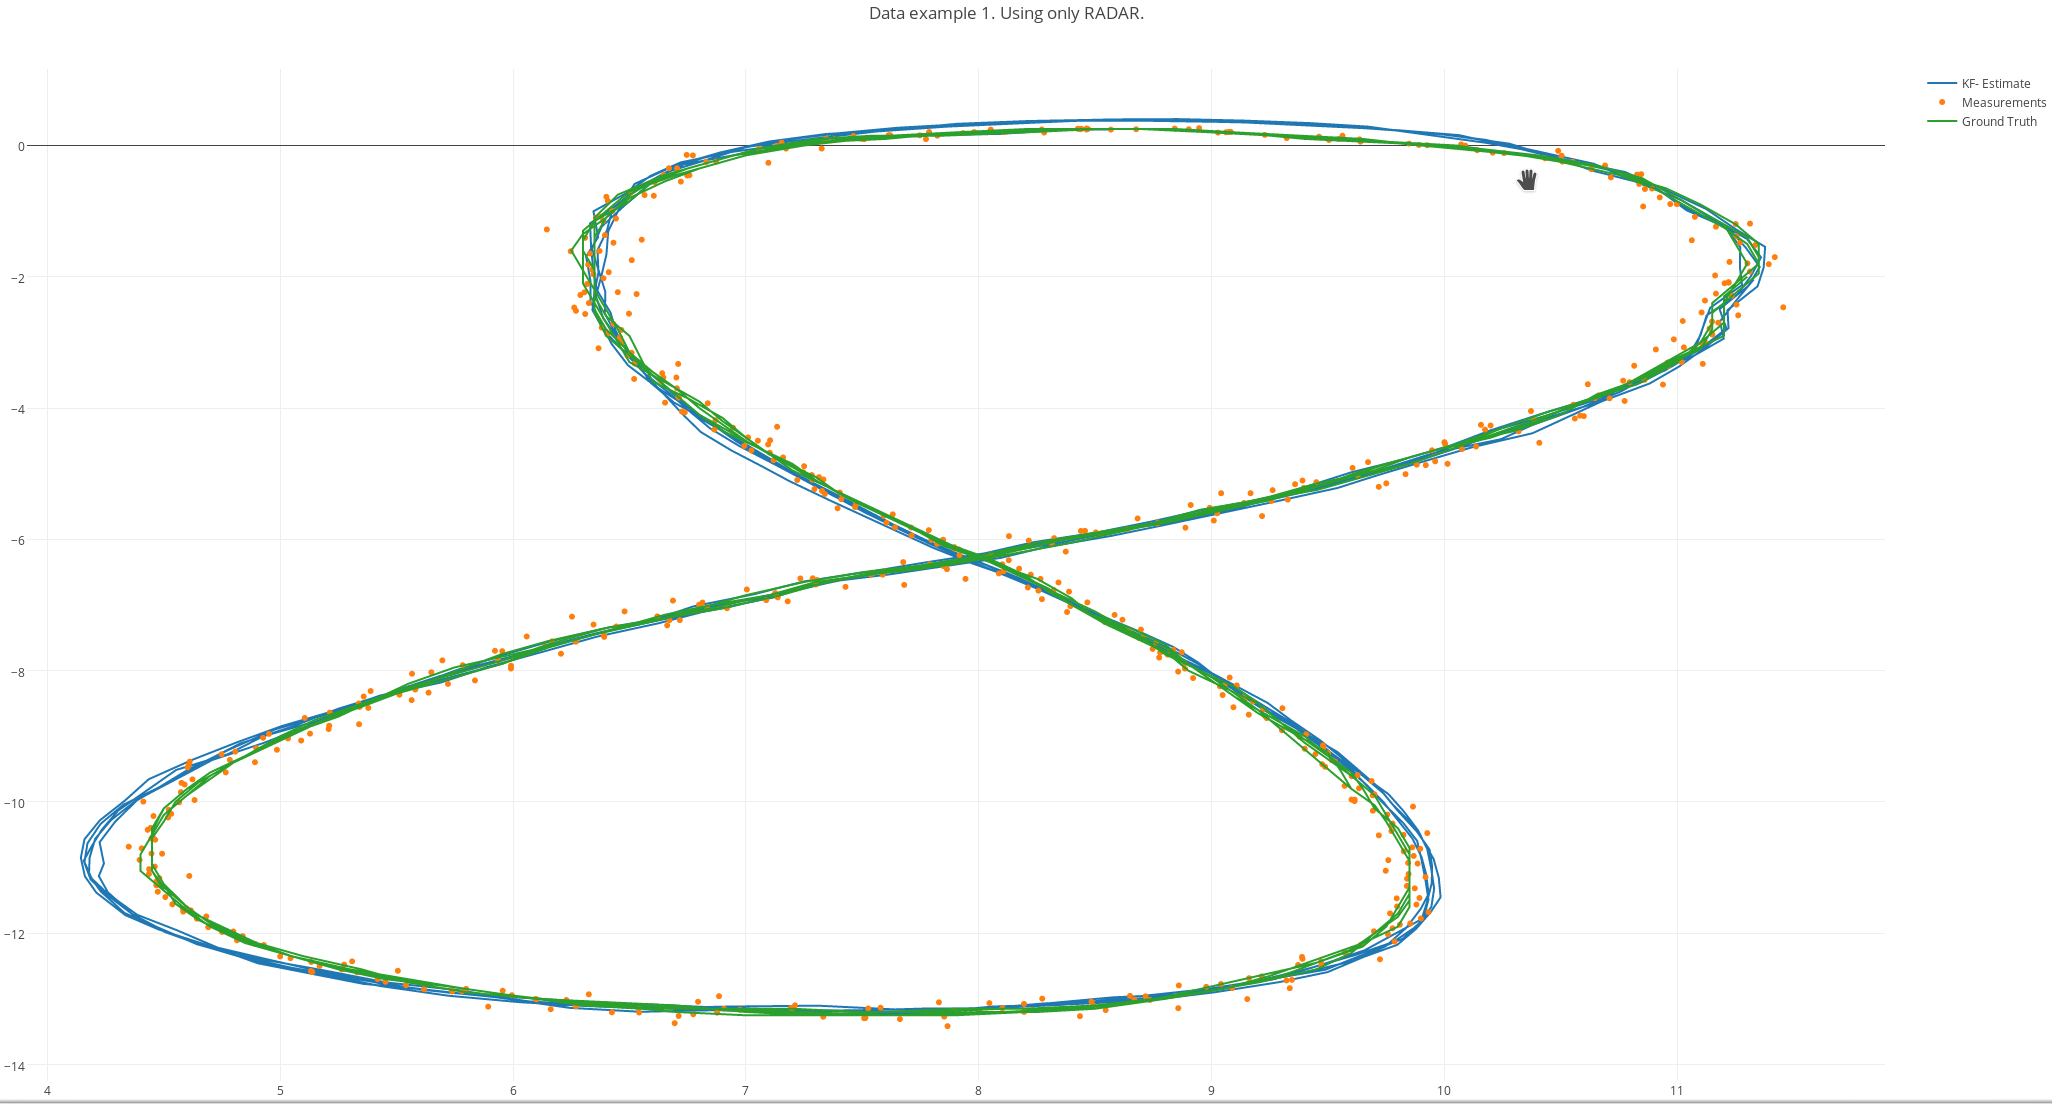 Data example 1. Using only RADAR.
KF- Estimate
Measurements
Ground Truth
0
−2
−4
−6
−8
−10
−12
−14
4 5 6 7 8 9 10 11